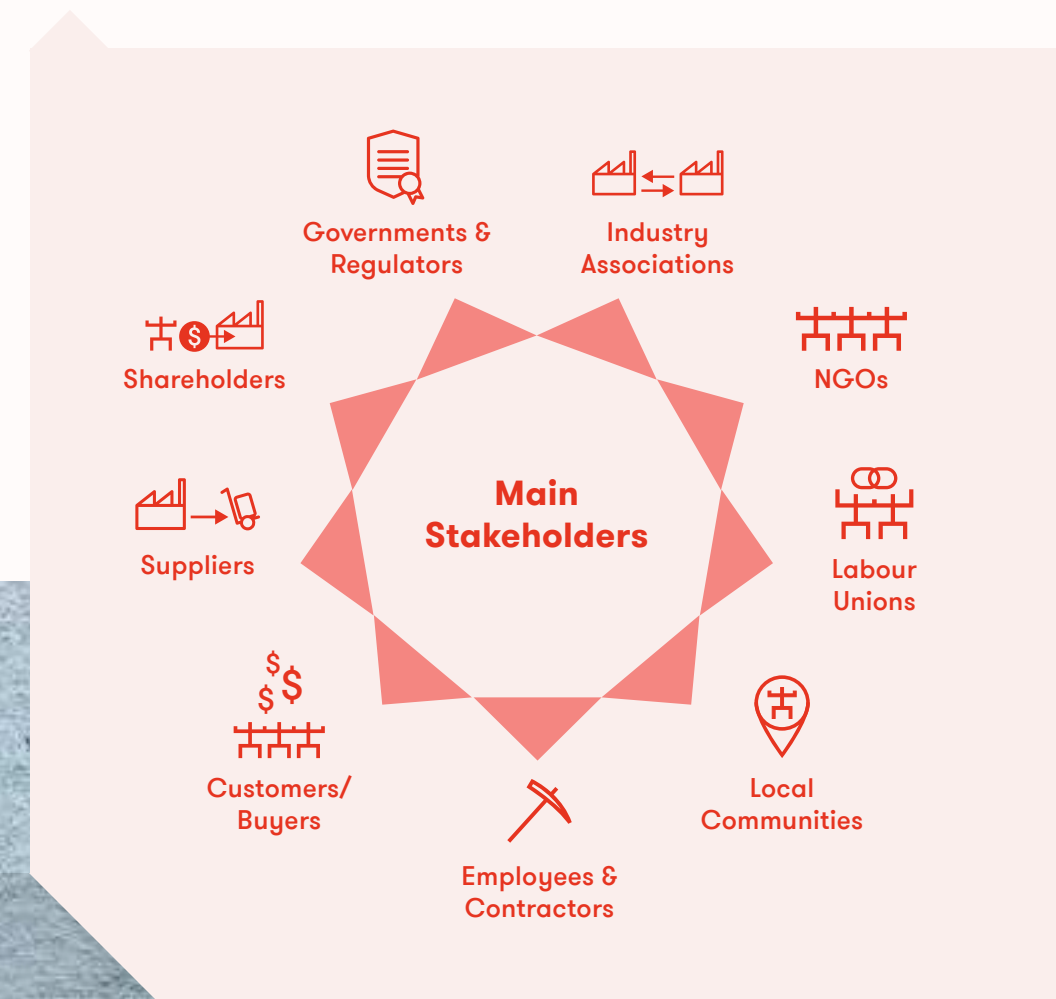 Governments &
Regulators
Industry
Associations
$
Shareholders
NGOs
Main
Stakeholders
Suppliers
Labour
Unions
$
$
$
Customers/
Buyers
Local
Communities
Employees &
Contractors